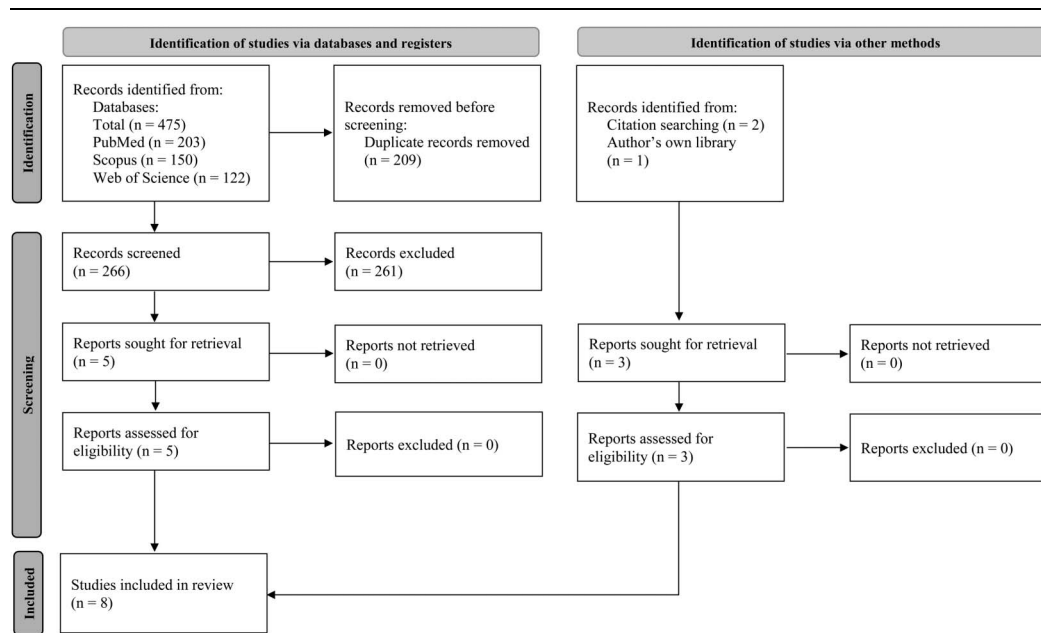 Identification of studies via databases and registers
Identification of studies via other methods
Identification
Records identified from:
Databases:
Total (n = 475)
PubMed (n = 203)
Scopus (n = 150)
Web of Science (n = 122)
Records removed before
screening:
Duplicate records removed
(n = 209)
Records identified from:
Citation searching (n = 2)
Author's own library
(n = 1)
Screening
Records screened
(n = 266)
Records excluded
(n = 261)
Reports sought for retrieval
(n = 5)
Reports not retrieved
(n = 0)
Reports sought for retrieval
(n = 3)
Reports not retrieved
(n = 0)
Reports assessed for
eligibility (n = 5)
Reports excluded (n = 0)
Reports assessed for
eligibility (n = 3)
Reports excluded (n = 0)
Included
Studies included in review
(n = 8)